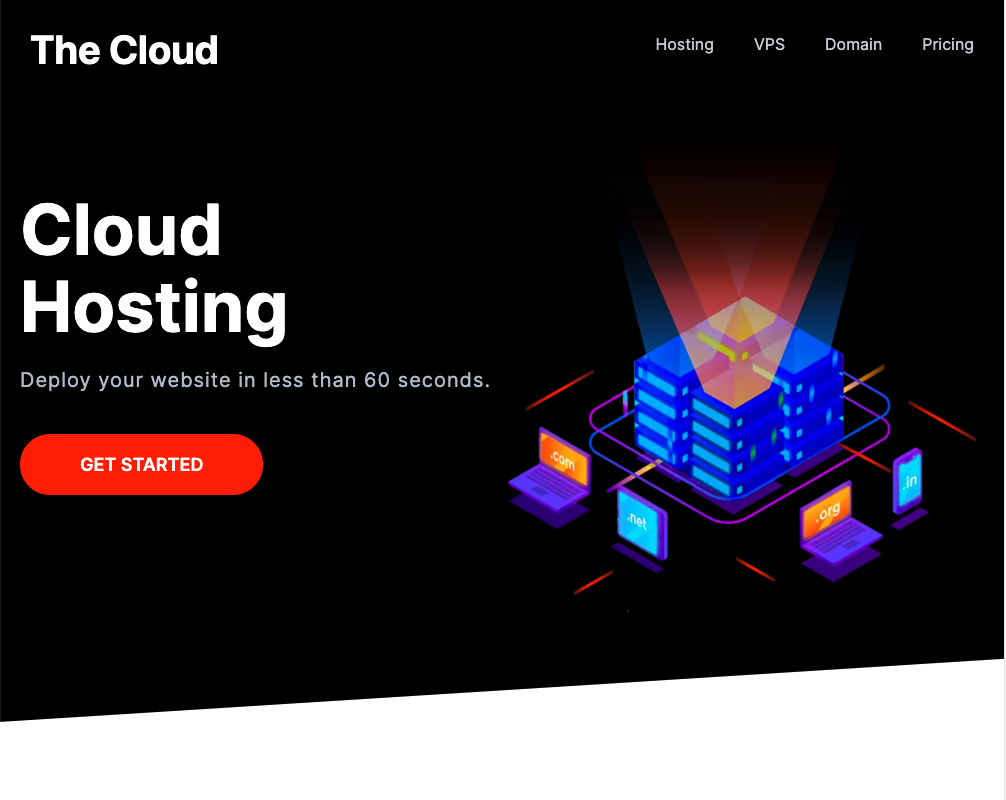 The Cloud
Hosting VPS Domain Pricing
Cloud
Hosting
Deploy your website in less than 60 seconds.
GET STARTED
.com
.net
.org
.in